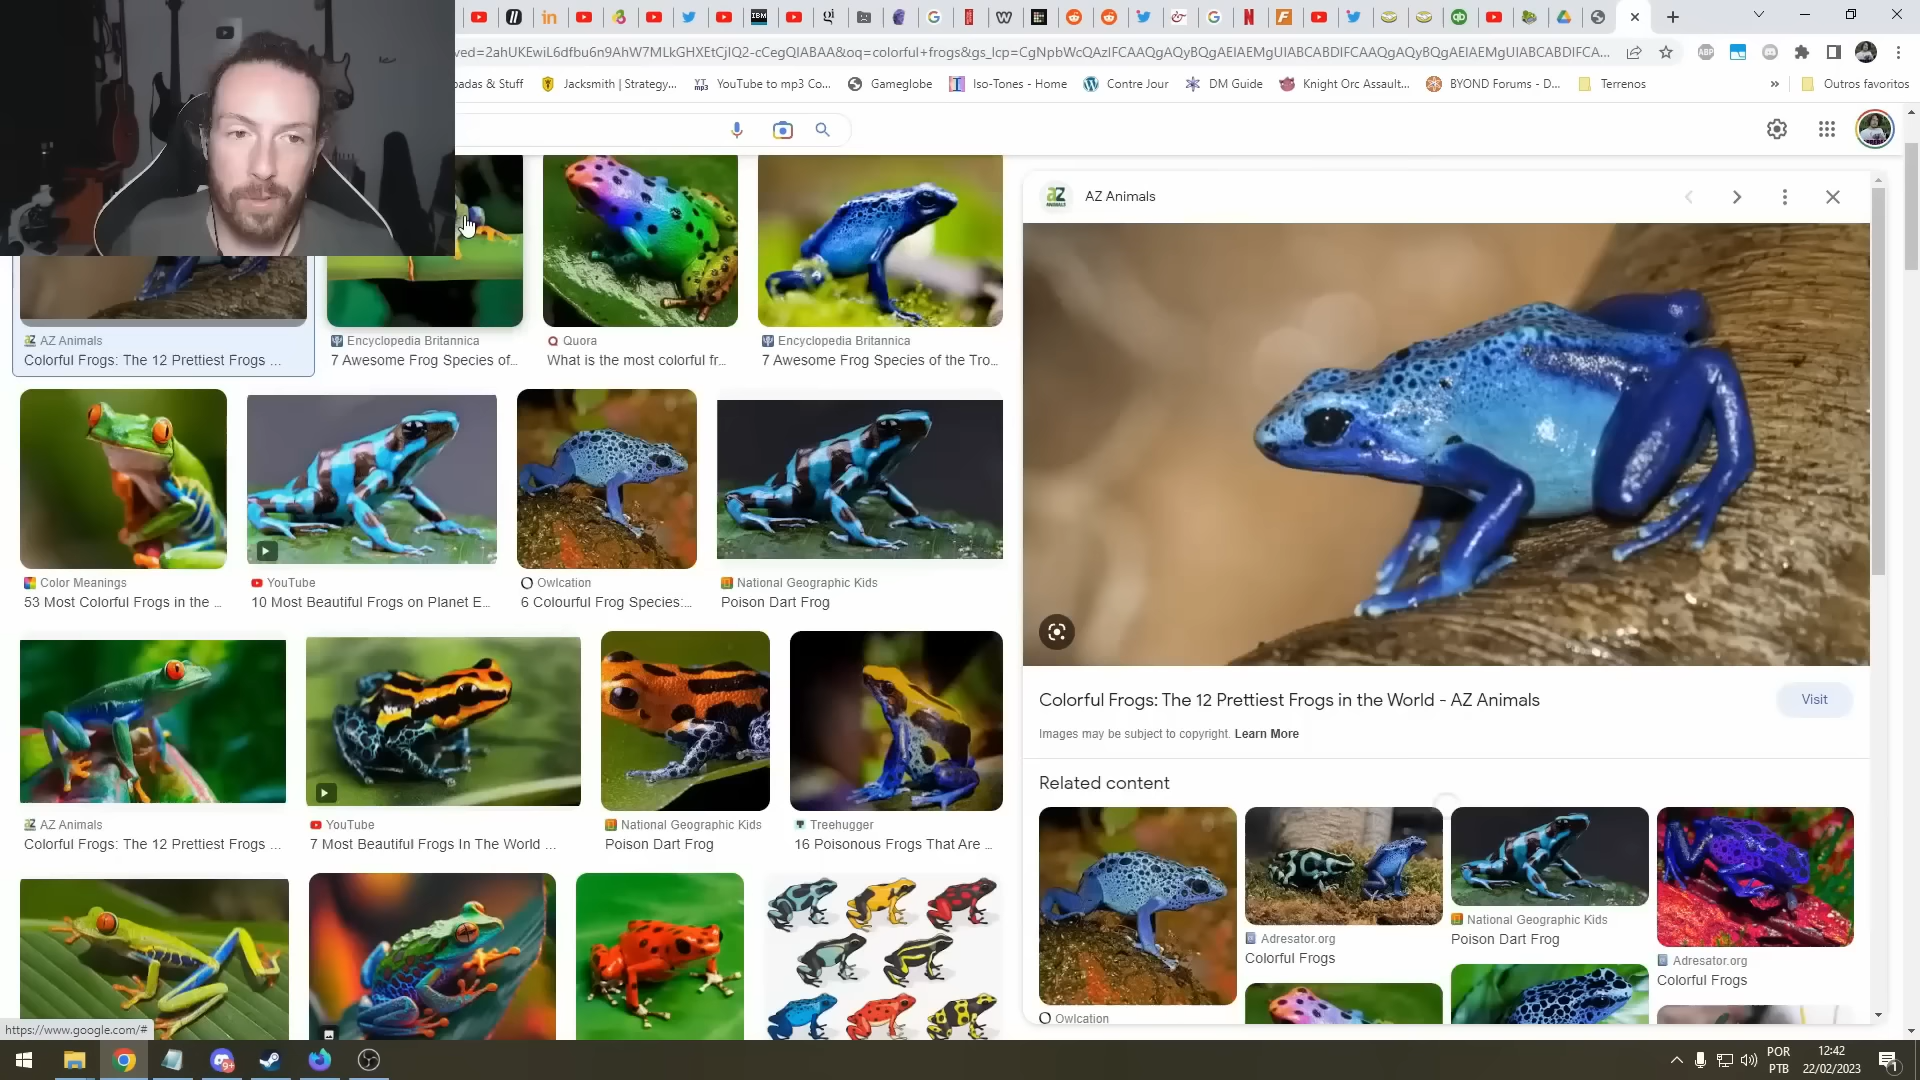 ved=2ahUKEwiL6dfbu6n9AhW7MLkGHXEtCjIQ2-cCegQIABAA&oq=colorful+frogs&gs_lcp=CgNpbWcQAzIFCAAQgAQyBQgAEIAEMgUIABCABDIFCAAQgAQyBQgAEIAEMgUIABCABDIFCA...
ABP
padas & Stuff
Jacksmith | Strategy...
YouTube to mp3 Co...
Gameglobe
Iso-Tones - Home
Contre Jour
DM Guide
Knight Orc Assault...
BYOND Forums - D...
Terrenos
»
Outros favoritos
AZ Animals
Colorful Frogs: The 12 Prettiest Frogs ...
Encyclopedia Britannica
7 Awesome Frog Species of...
Quora
What is the most colorful fr...
Encyclopedia Britannica
7 Awesome Frog Species of the Tro...
Color Meanings
53 Most Colorful Frogs in the ...
YouTube
10 Most Beautiful Frogs on Planet E...
Owlcation
6 Colourful Frog Species:...
National Geographic Kids
Poison Dart Frog
AZ Animals
Colorful Frogs: The 12 Prettiest Frogs ...
YouTube
7 Most Beautiful Frogs In The World ...
National Geographic Kids
Poison Dart Frog
Treehugger
16 Poisonous Frogs That Are ...
AZ Animals
Colorful Frogs: The 12 Prettiest Frogs in the World - AZ Animals
Visit
Images may be subject to copyright. Learn More
Related content
Owlcation
Adresator.org
Colorful Frogs
National Geographic Kids
Poison Dart Frog
Adresator.org
Colorful Frogs
https://www.google.com/#
9+
POR
PTB
12:42
22/02/2023
1